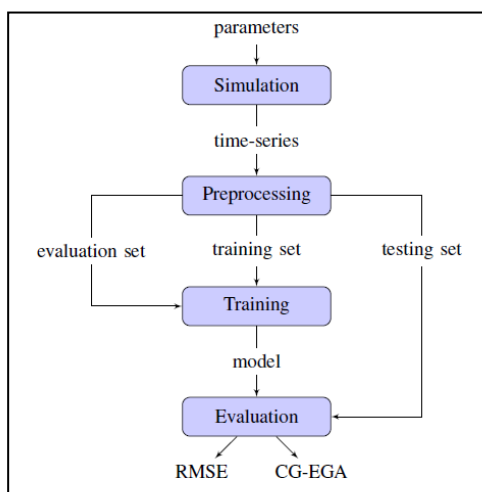 parameters
Simulation
time-series
Preprocessing
evaluation set
training set
testing set
Training
model
Evaluation
RMSE
CG-EGA